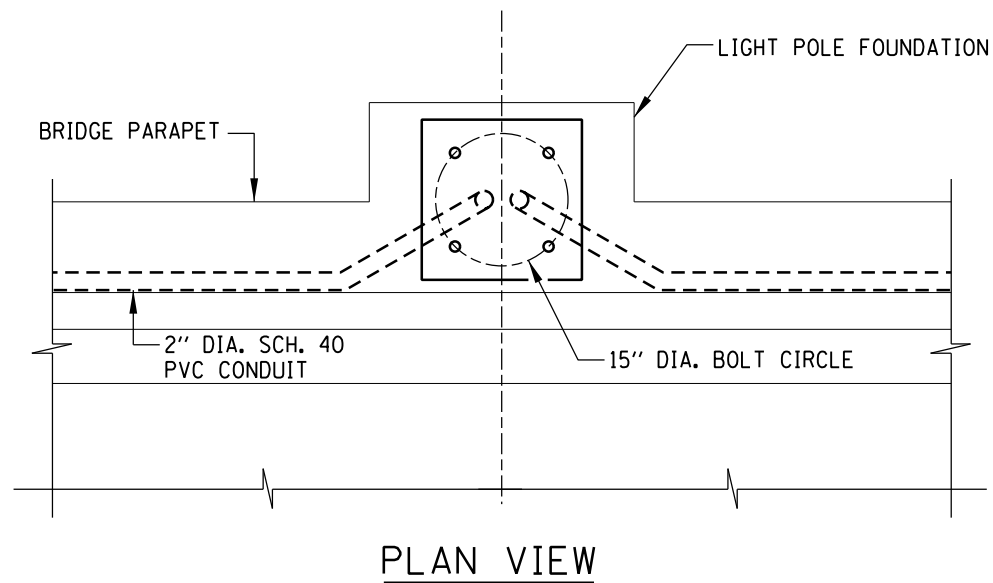 LIGHT POLE FOUNDATION
BRIDGE PARAPET
2" DIA. SCH. 40
PVC CONDUIT
15" DIA. BOLT CIRCLE
PLAN VIEW